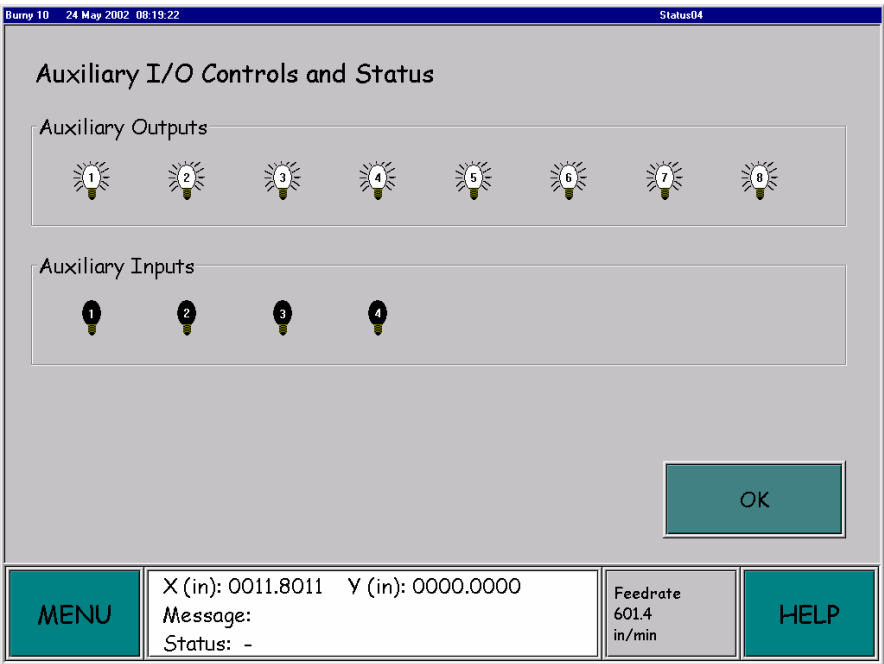 Burny 10 24 May 2002 08:19:22 Status04
Auxiliary I/O Controls and Status
Auxiliary Outputs
1 2 3 4 5 6 7 8
Auxiliary Inputs
1 2 3 4
OK
MENU
X (in): 0011.8011 Y (in): 0000.0000
Message:
Status: -
Feedrate
601.4
in/min
HELP